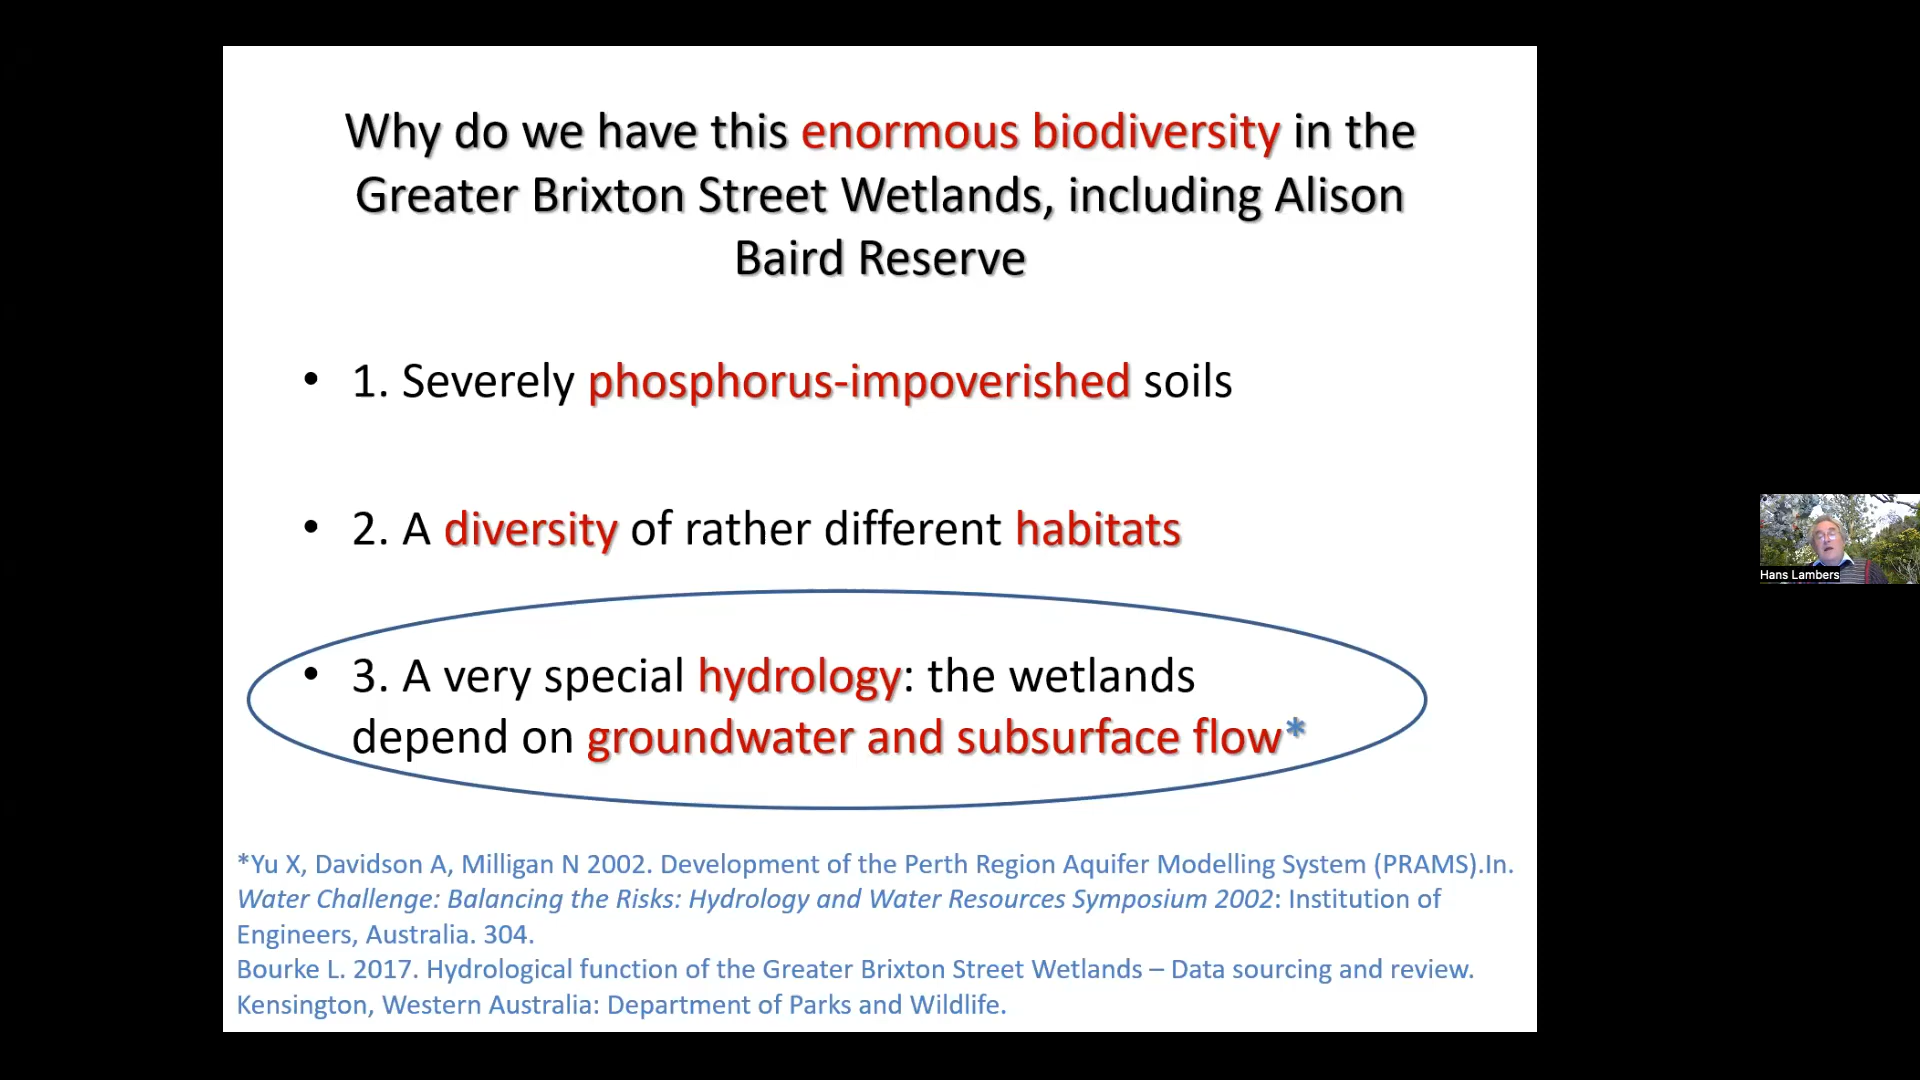 Why do we have this enormous biodiversity in the
Greater Brixton Street Wetlands, including Alison
Baird Reserve
• 1. Severely phosphorus-impoverished soils
• 2. A diversity of rather different habitats
• 3. A very special hydrology: the wetlands
depend on groundwater and subsurface flow*
*Yu X, Davidson A, Milligan N 2002. Development of the Perth Region Aquifer Modelling System (PRAMS).In.
Water Challenge: Balancing the Risks: Hydrology and Water Resources Symposium 2002: Institution of
Engineers, Australia. 304.
Bourke L. 2017. Hydrological function of the Greater Brixton Street Wetlands – Data sourcing and review.
Kensington, Western Australia: Department of Parks and Wildlife.
Hans Lambers